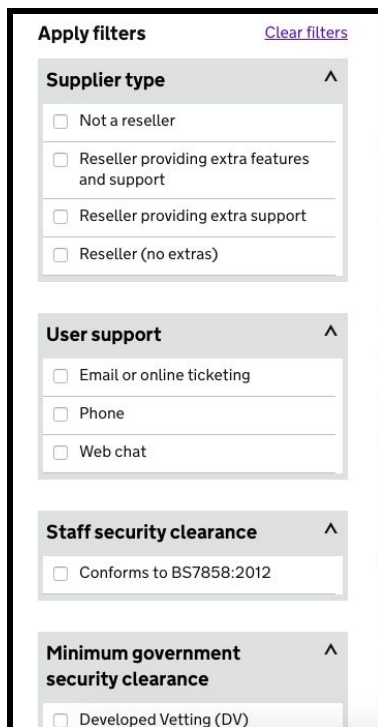 Apply filters Clear filters
Supplier type
Not a reseller
Reseller providing extra features
and support
Reseller providing extra support
Reseller (no extras)
User support
Email or online ticketing
Phone
Web chat
Staff security clearance
Conforms to BS7858:2012
Minimum government
security clearance
Developed Vetting (DV)